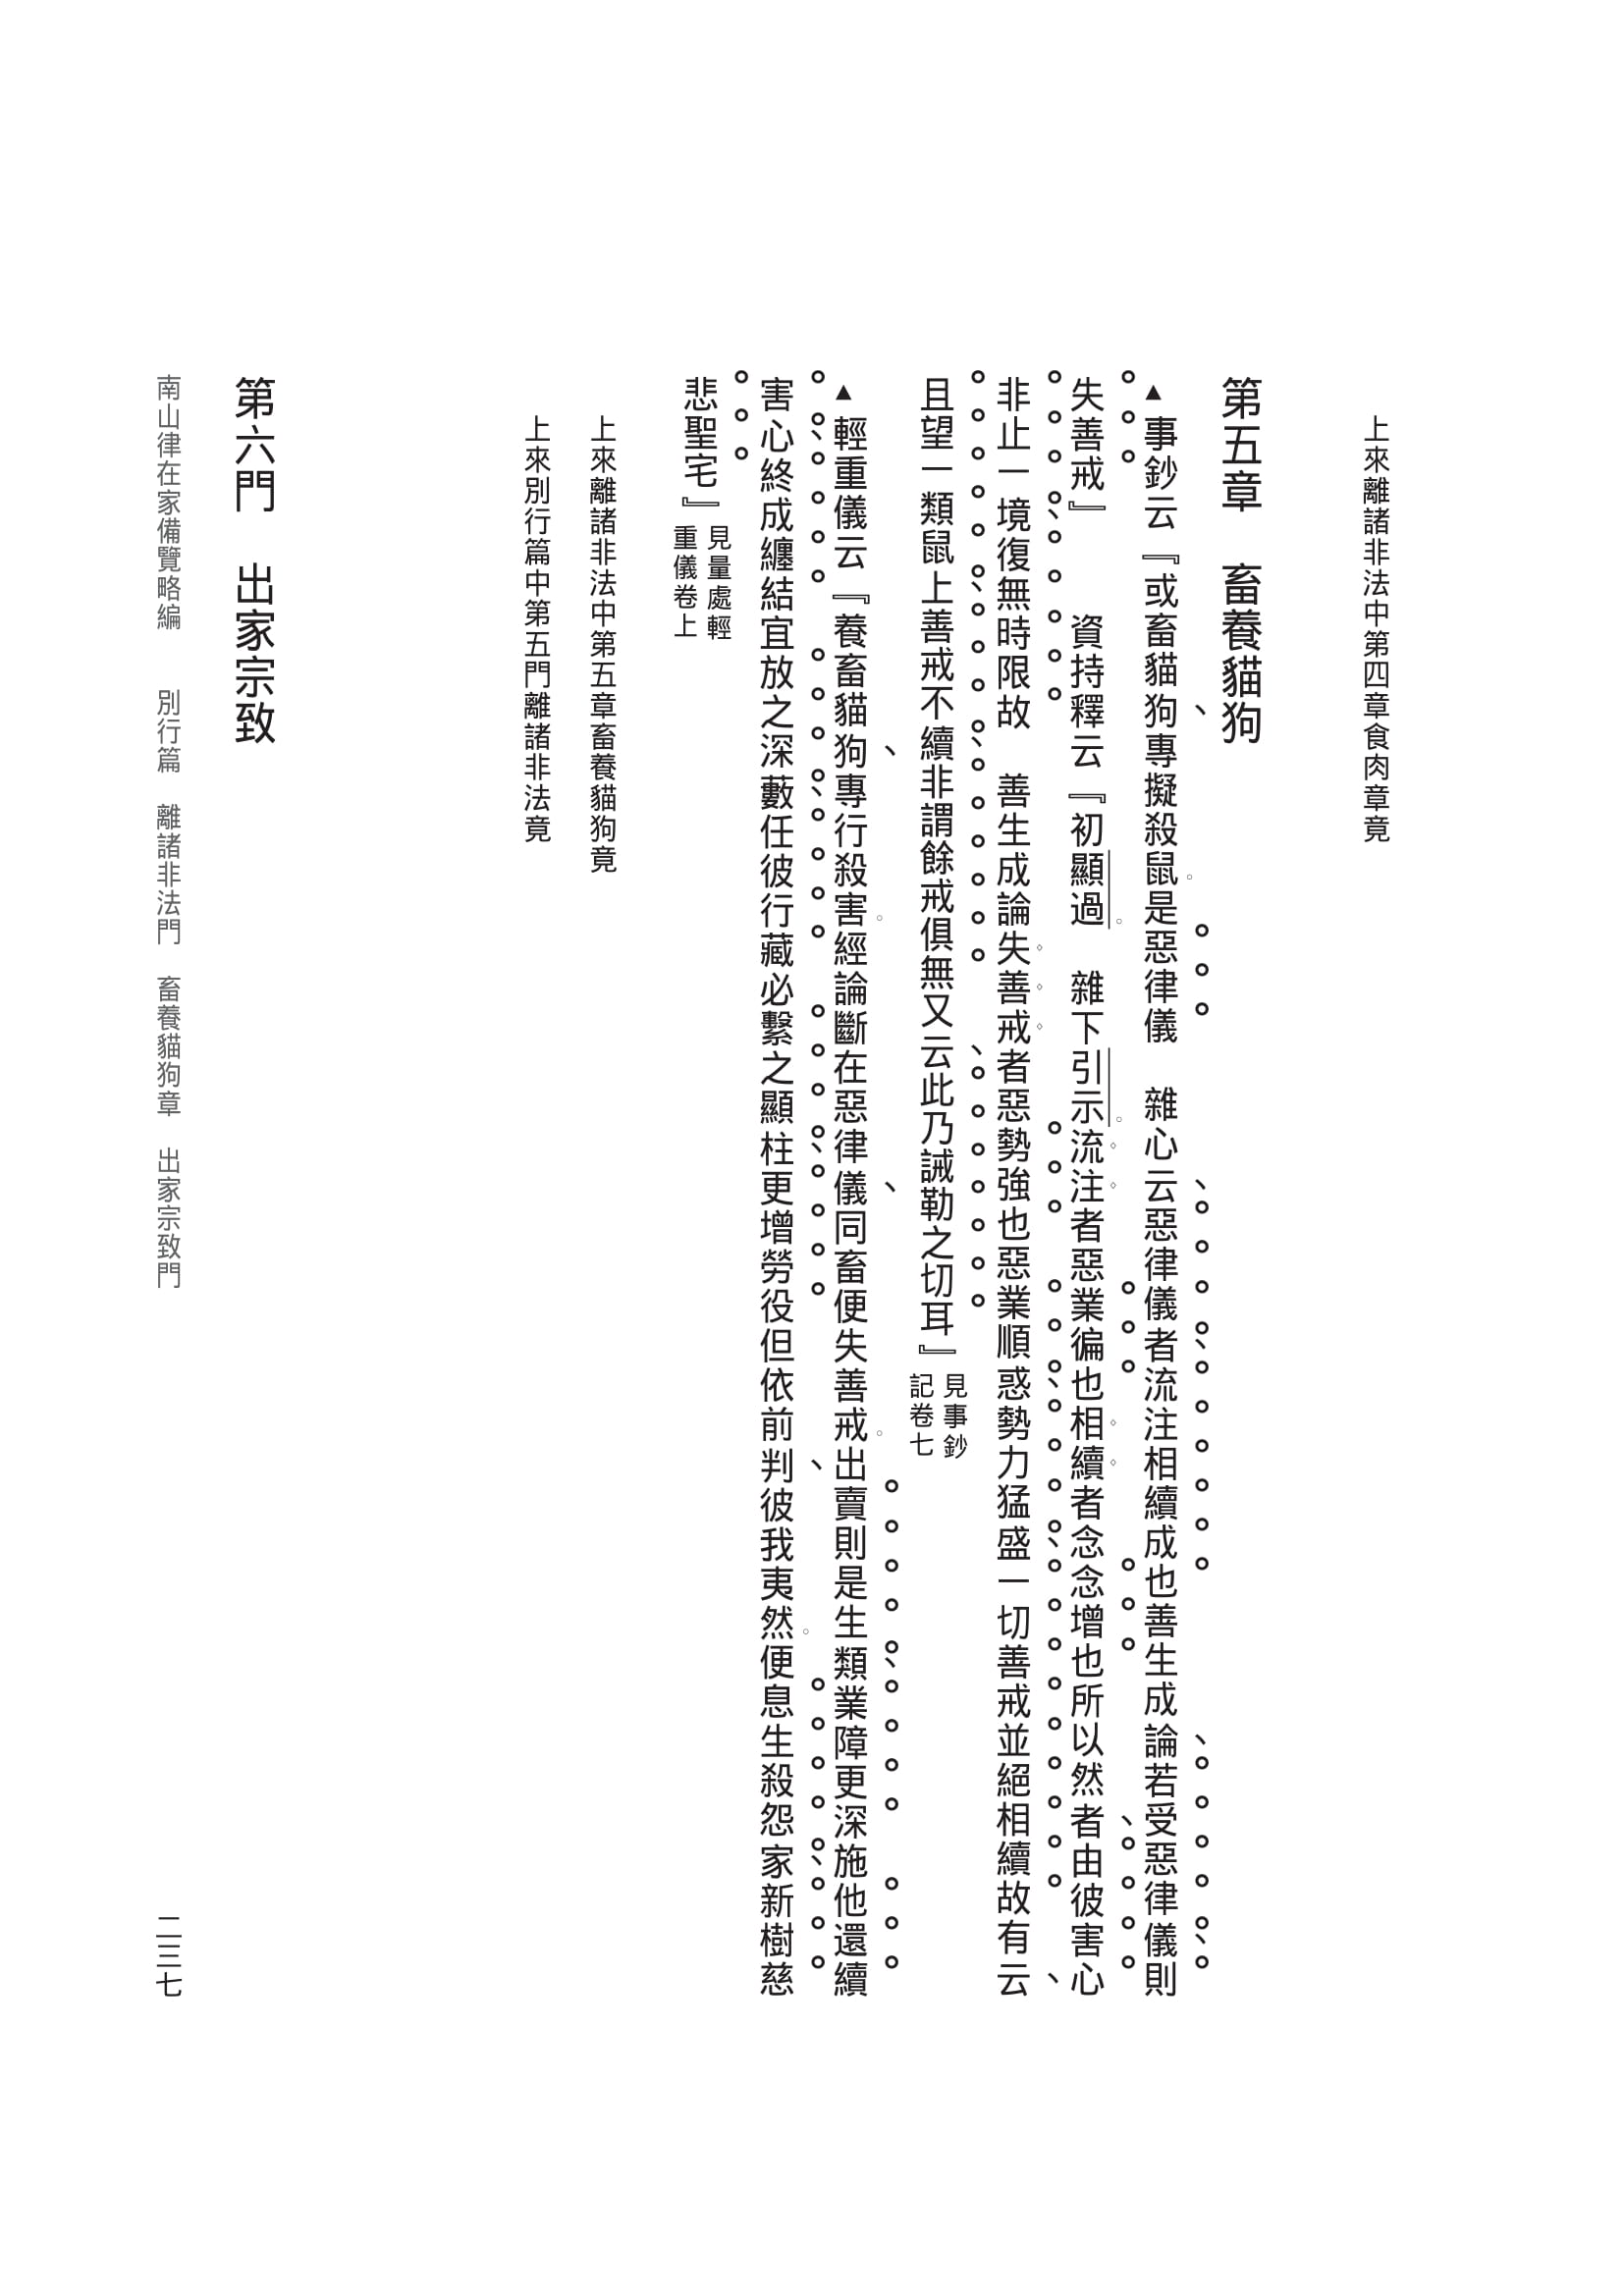 上來離諸非法中第四章食肉章竟
第五章　畜養貓狗
▲事鈔云『或畜貓狗專擬殺鼠是惡律儀　雜心云惡律儀者流注相續成也善生成論若受惡律儀則
失善戒』　　資持釋云『初顯過　雜下引示流注者惡業徧也相續者念念增也所以然者由彼害心
非止一境復無時限故　善生成論失善戒者惡勢強也惡業順惑勢力猛盛一切善戒並絕相續故有云
且望一類鼠上善戒不續非謂餘戒俱無又云此乃誡勒之切耳』見事鈔記卷七
▲輕重儀云『養畜貓狗專行殺害經論斷在惡律儀同畜便失善戒出賣則是生類業障更深施他還續
害心終成纏結宜放之深藪任彼行藏必繫之顯柱更增勞役但依前判彼我夷然便息生殺怨家新樹慈
悲聖宅』見量處輕重儀卷上
上來離諸非法中第五章畜養貓狗竟
上來別行篇中第五門離諸非法竟
第六門　出家宗致
南山律在家備覽略編　　別行篇　離諸非法門　畜養貓狗章　出家宗致門
二三七